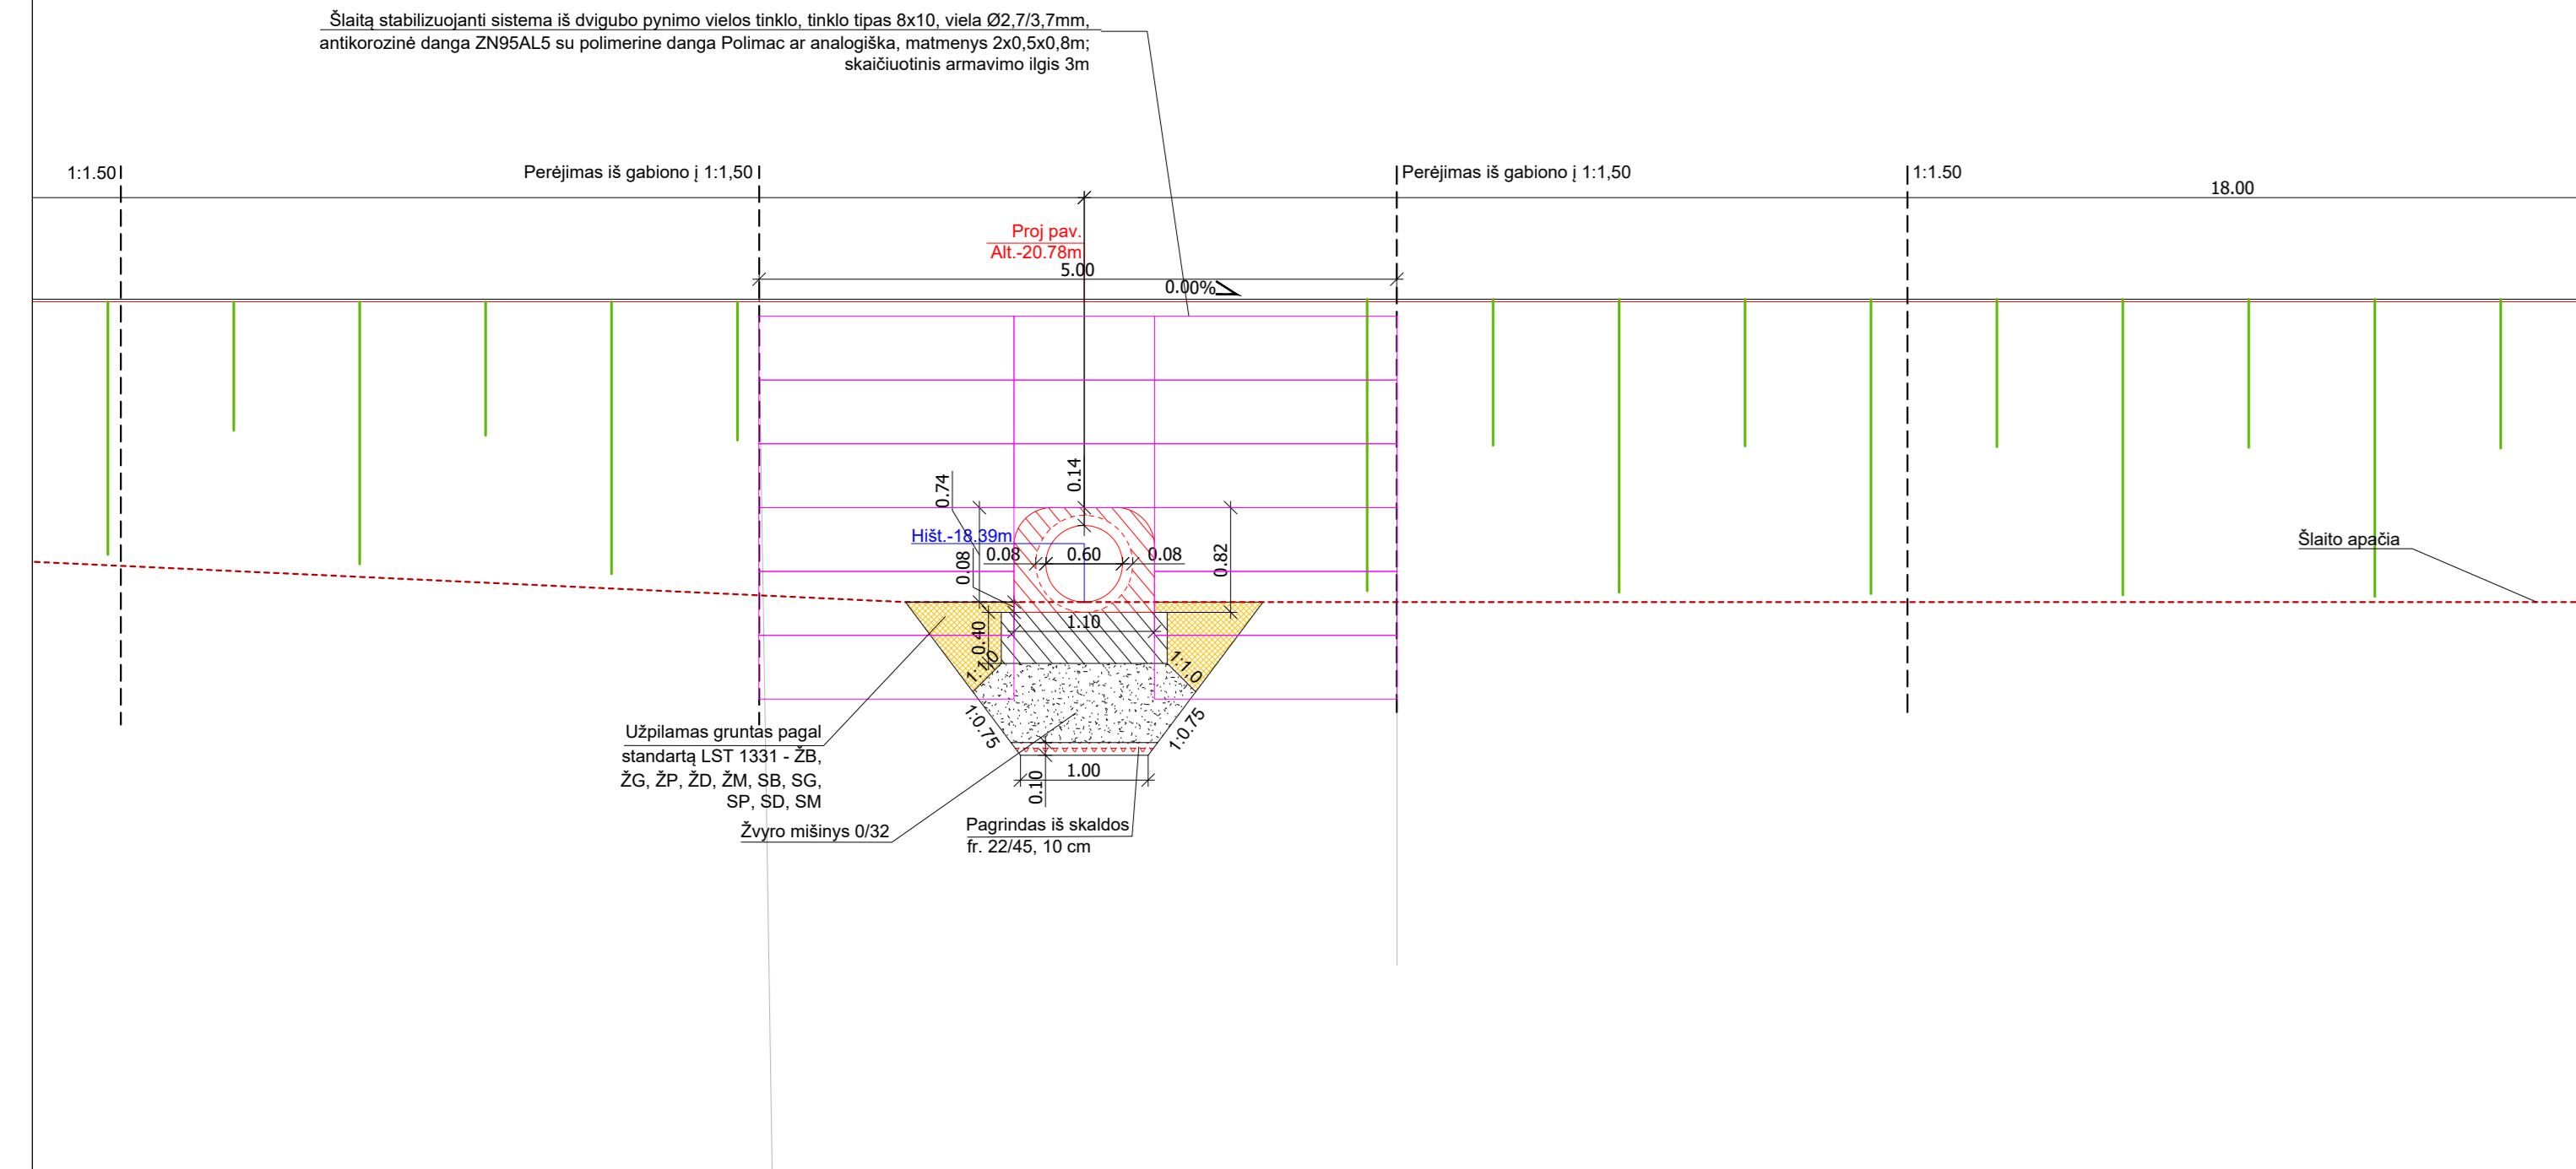 Šlaitą stabilizuojanti sistema iš dvigubo pynimo vielos tinklo, tinklo tipas 8x10, viela Ø2,7/3,7mm,
antikorozinė danga ZN95AL5 su polimerine danga Polimac ar analogiška, matmenys 2x0,5x0,8m;
skaičiuotinis armavimo ilgis 3m
1:1.50
Perėjimas iš gabiono į 1:1,50
Perėjimas iš gabiono į 1:1,50
1:1.50
18.00
Proj pav.
Alt.-20.78m
5.00
0.00%
0.74
0.14
Hišt.-18.39m
0.08
0.08
0.60
0.08
0.82
Šlaito apačia
0.40
1.10
1:1,0
1:1,0
1:0.75
1:0.75
Užpilamas gruntas pagal
standartą LST 1331 - ŽB,
ŽG, ŽP, ŽD, ŽM, SB, SG,
SP, SD, SM
Žvyro mišinys 0/32
0.10
1.00
Pagrindas iš skaldos
fr. 22/45, 10 cm